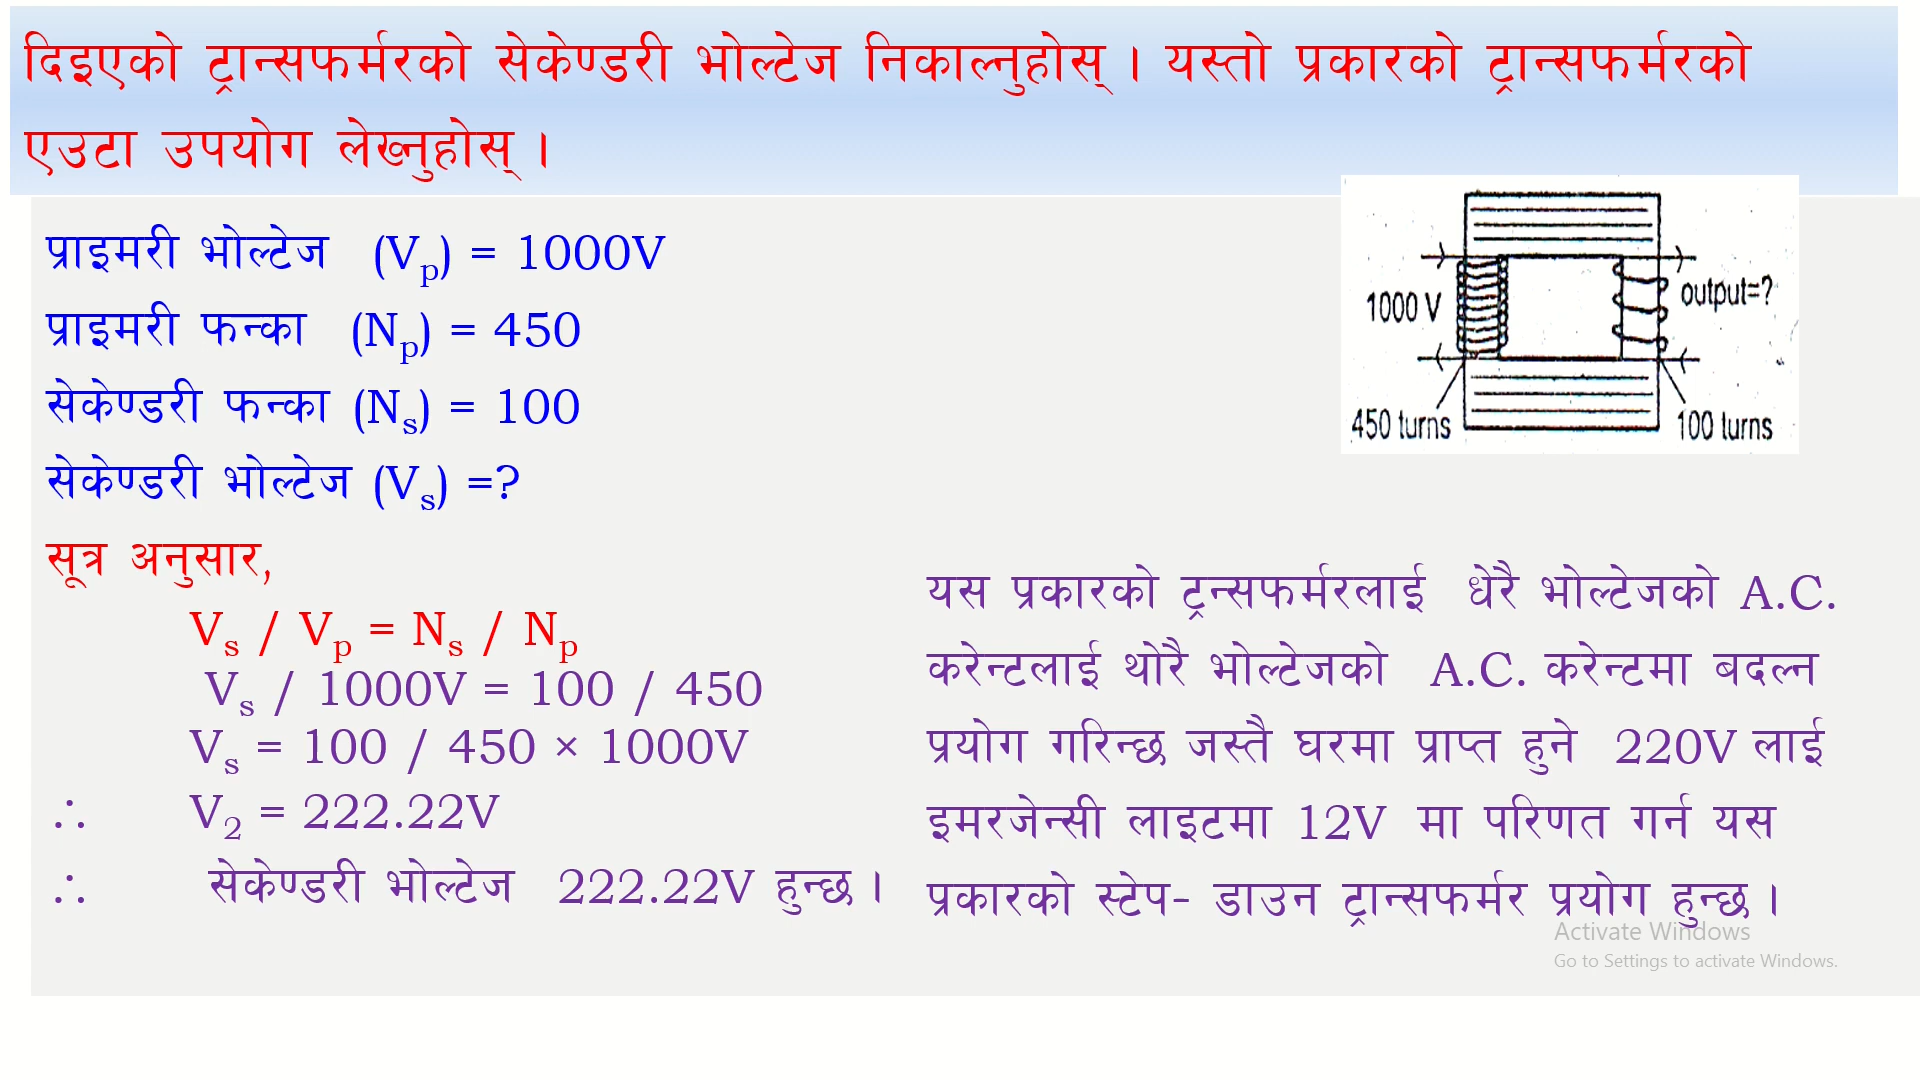 दिइएको ट्रान्सफर्मरको सेकेण्डरी भोल्टेज निकाल्नुहोस् । यस्तो प्रकारको ट्रान्सफर्मरको
एउटा उपयोग लेख्नुहोस् ।
प्राइमरी भोल्टेज (Vp) = 1000V
प्राइमरी फन्का (Np) = 450
सेकेण्डरी फन्का (Ns) = 100
सेकेण्डरी भोल्टेज (Vs) =?
सूत्र अनुसार,
Vs / Vp = Ns / Np
Vs / 1000V = 100 / 450
Vs = 100 / 450 × 1000V
∴ V2 = 222.22V
∴ सेकेण्डरी भोल्टेज 222.22V हुन्छ ।
1000 V
output=?
450 turns
100 turns
यस प्रकारको ट्रन्सफर्मरलाई धेरै भोल्टेजको A.C.
करेन्टलाई थोरै भोल्टेजको A.C. करेन्टमा बदल्न
प्रयोग गरिन्छ जस्तै घरमा प्राप्त हुने 220V लाई
इमरजेन्सी लाइटमा 12V मा परिणत गर्न यस
प्रकारको स्टेप- डाउन ट्रान्सफर्मर प्रयोग हुन्छ ।
Activate Windows
Go to Settings to activate Windows.